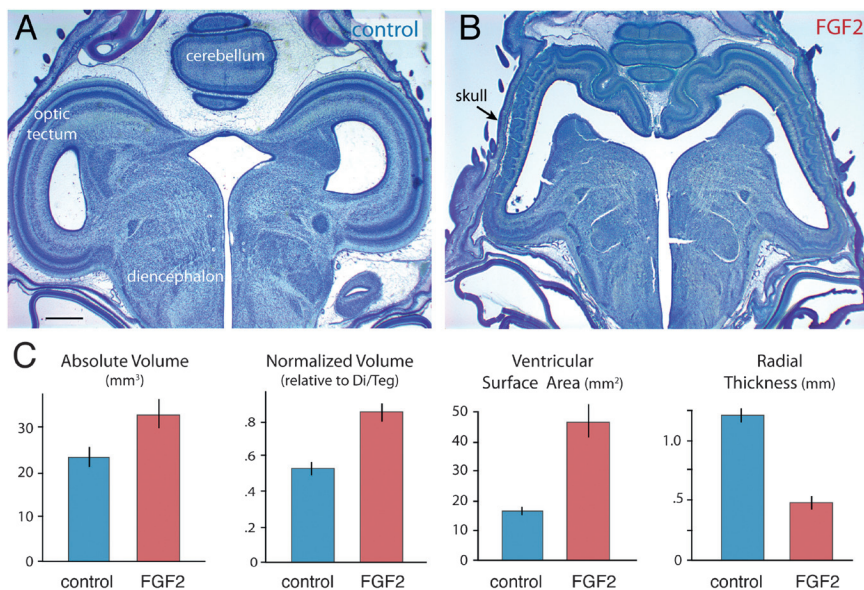 A
control
cerebellum
optic
tectum
diencephalon
B
FGF2
skull
C
Absolute Volume
(mm³)
30
20
10
0
control
FGF2
Normalized Volume
(relative to Di/Teg)
.8
.6
.4
.2
0
control
FGF2
Ventricular
Surface Area (mm²)
50
40
30
20
10
0
control
FGF2
Radial
Thickness (mm)
1.0
.5
0
control
FGF2